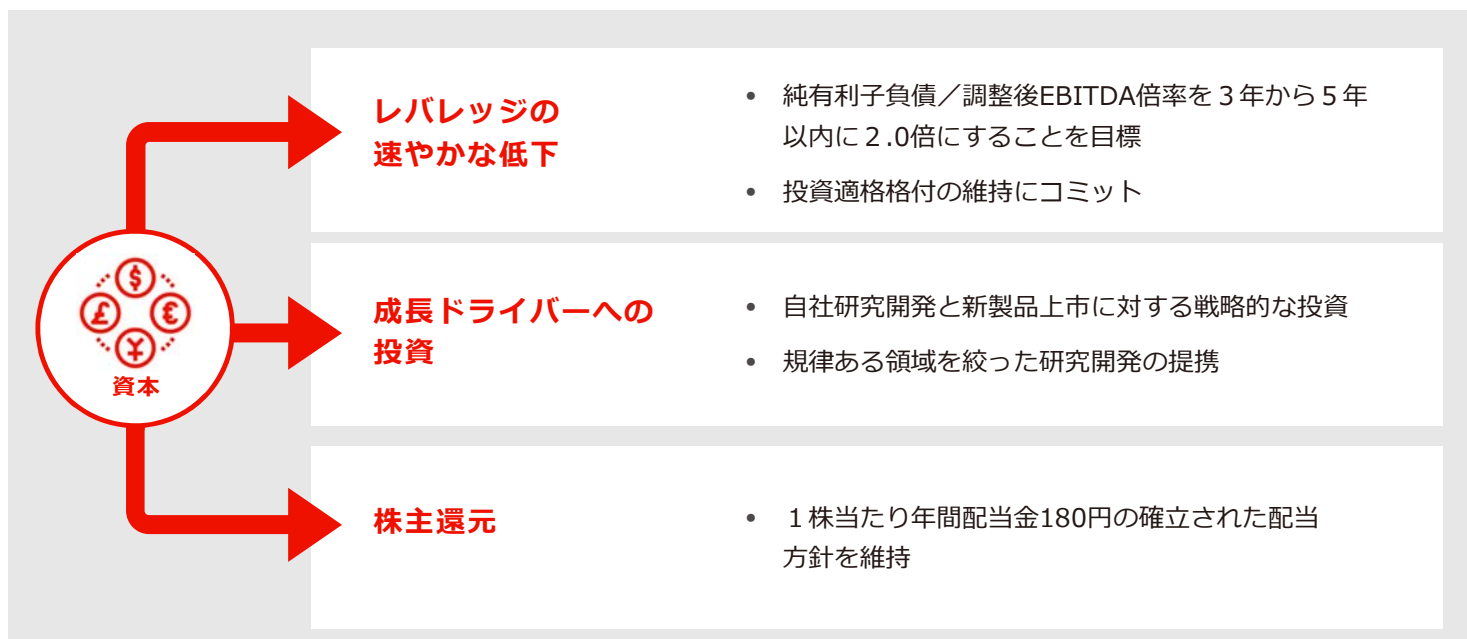 レバレッジの
速やかな低下
• 純有利子負債／調整後EBITDA倍率を３年から５年
以内に２.0倍にすることを目標
• 投資適格格付の維持にコミット
$
£
€
¥
資本
成長ドライバーへの
投資
• 自社研究開発と新製品上市に対する戦略的な投資
• 規律ある領域を絞った研究開発の提携
株主還元
• １株当たり年間配当金180円の確立された配当
方針を維持